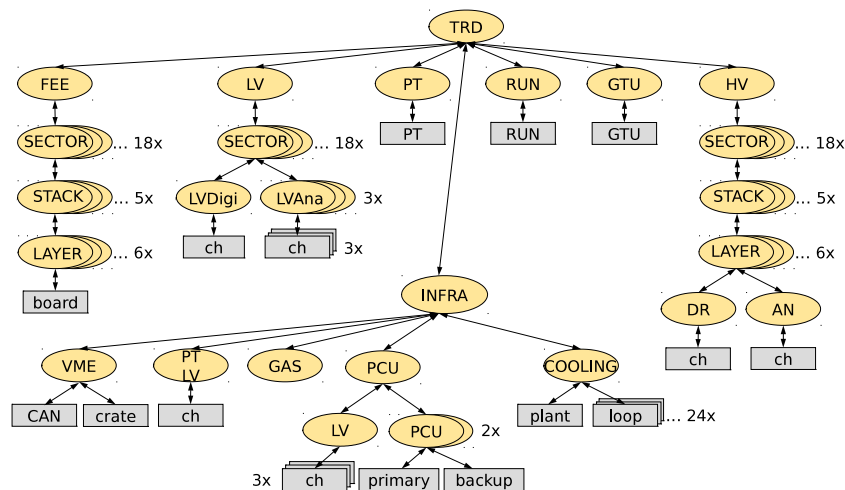 TRD
FEE
LV
PT
RUN
GTU
HV
SECTOR ... 18x
SECTOR ... 18x
PT
RUN
GTU
SECTOR ... 18x
STACK ... 5x
LVDigi
LVAna 3x
STACK ... 5x
LAYER ... 6x
ch
ch 3x
LAYER ... 6x
board
INFRA
DR
AN
ch
ch
VME
PT
LV
GAS
PCU
COOLING
CAN
crate
ch
plant
loop ... 24x
LV
PCU 2x
3x ch
primary
backup